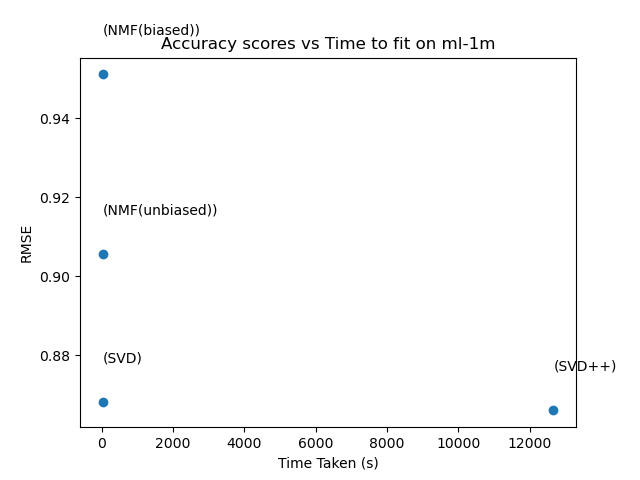 (NMF(biased))
Accuracy scores vs Time to fit on ml-1m
0.94
0.92
(NMF(unbiased))
RMSE
0.90
0.88
(SVD)
(SVD++)
0
2000
4000
6000
8000
10000
12000
Time Taken (s)